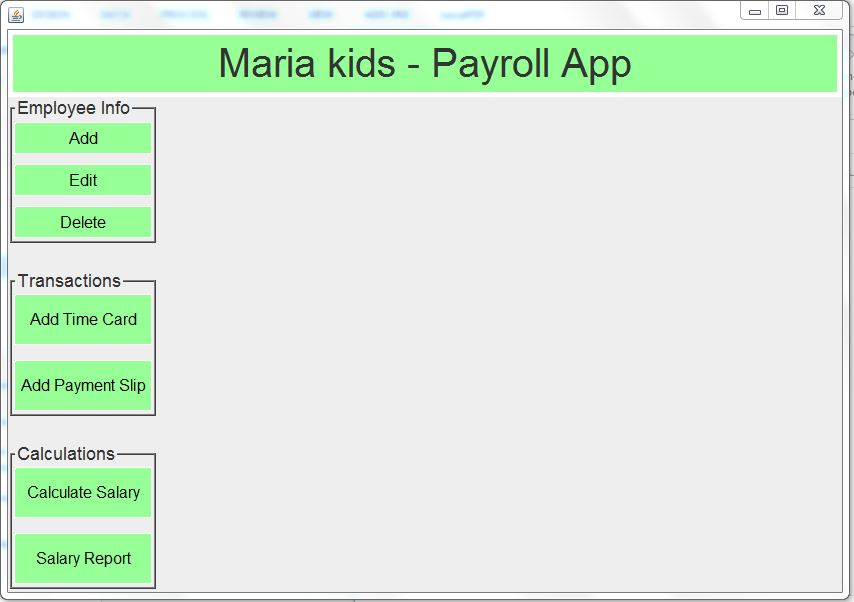 Maria kids - Payroll App
Employee Info
Add
Edit
Delete
Transactions
Add Time Card
Add Payment Slip
Calculations
Calculate Salary
Salary Report